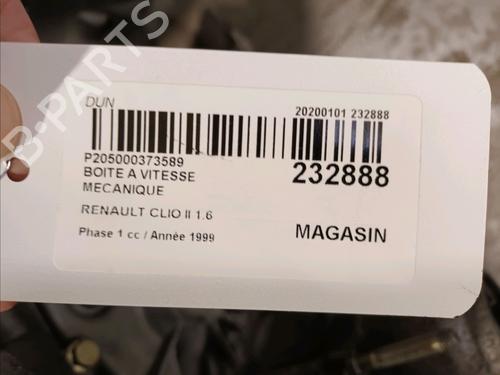 DUN
20200101 232888
P205000373589
BOITE A VITESSE
MECANIQUE
232888
RENAULT CLIO II 1.6
Phase 1 cc / Année 1999
MAGASIN
B-PARTS